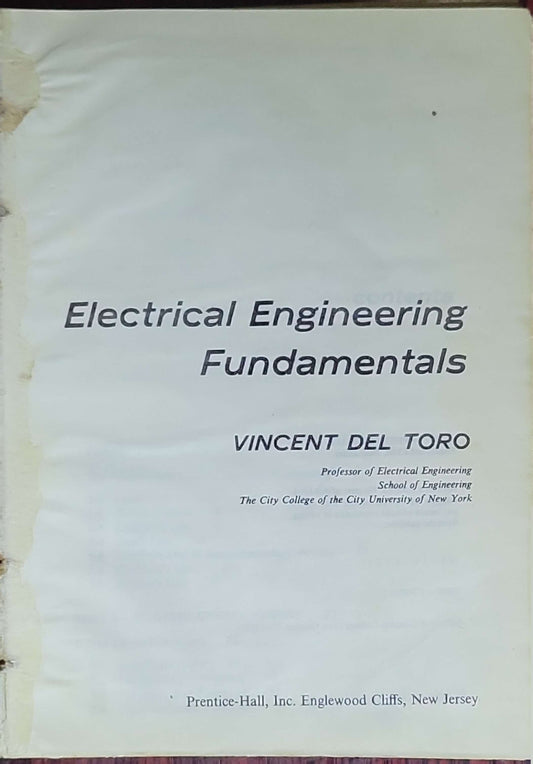 Electrical Engineering
Fundamentals
VINCENT DEL TORO
Professor of Electrical Engineering
School of Engineering
The City College of the City University of New York
Prentice-Hall, Inc. Englewood Cliffs, New Jersey